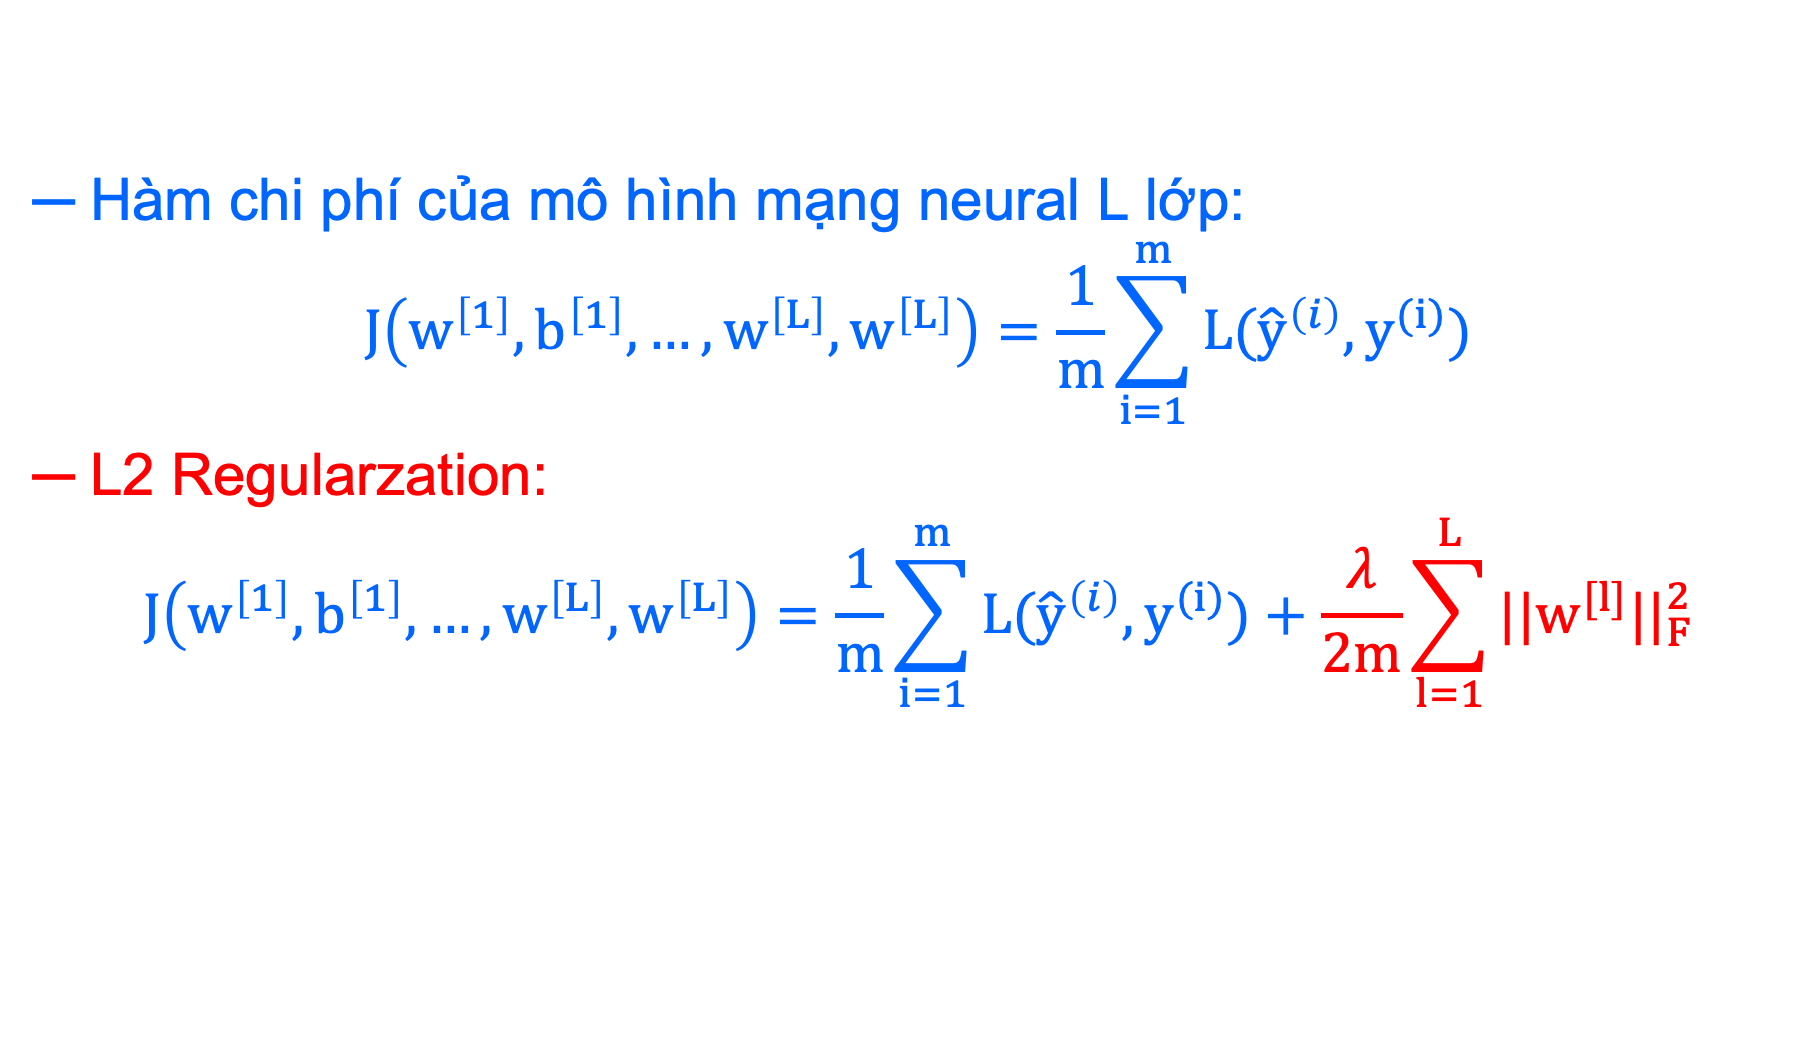 — Hàm chi phí của mô hình mạng neural L lớp:
J(w^[1], b^[1], ..., w^[L], w^[L]) = 1/m ∑_{i=1}^{m} L(ŷ^(i), y^(i))
— L2 Regularzation:
J(w^[1], b^[1], ..., w^[L], w^[L]) = 1/m ∑_{i=1}^{m} L(ŷ^(i), y^(i)) + λ/2m ∑_{l=1}^{L} ||w^[l]||_F^2